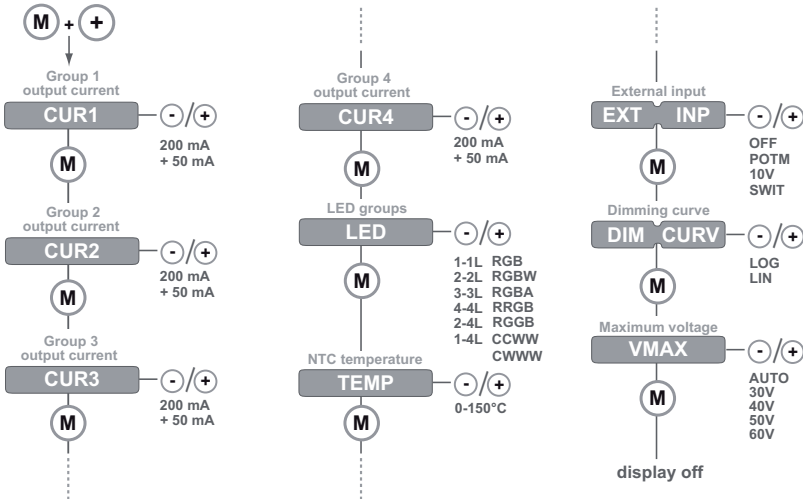 M + +
Group 1
output current
CUR1
- / +
200 mA
+ 50 mA
M
Group 2
output current
CUR2
- / +
200 mA
+ 50 mA
M
Group 3
output current
CUR3
- / +
200 mA
+ 50 mA
M
Group 4
output current
CUR4
- / +
200 mA
+ 50 mA
M
LED groups
LED
- / +
1-1L RGB
2-2L RGBW
3-3L RGBA
4-4L RRGB
2-4L RGGB
1-4L CCWW
CWWW
M
NTC temperature
TEMP
- / +
0-150°C
M
External input
EXT INP
- / +
OFF
POTM
10V
SWIT
M
Dimming curve
DIM CURV
- / +
LOG
LIN
M
Maximum voltage
VMAX
- / +
AUTO
30V
40V
50V
60V
M
display off